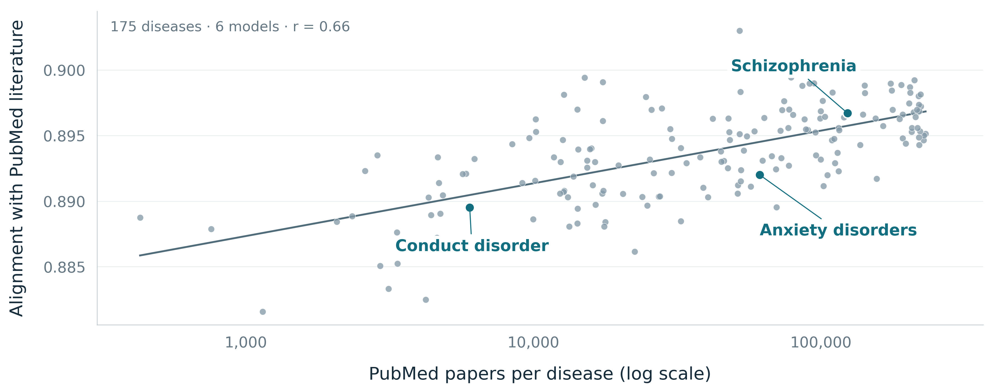 175 diseases · 6 models · r = 0.66
Alignment with PubMed literature
0.900
0.895
0.890
0.885
Schizophrenia
Anxiety disorders
Conduct disorder
1,000
10,000
100,000
PubMed papers per disease (log scale)